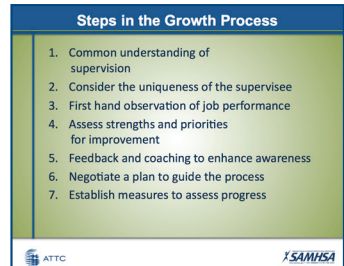 Steps in the Growth Process
1. Common understanding of
supervision
2. Consider the uniqueness of the supervisee
3. First hand observation of job performance
4. Assess strengths and priorities
for improvement
5. Feedback and coaching to enhance awareness
6. Negotiate a plan to guide the process
7. Establish measures to assess progress
ATTC
SAMHSA